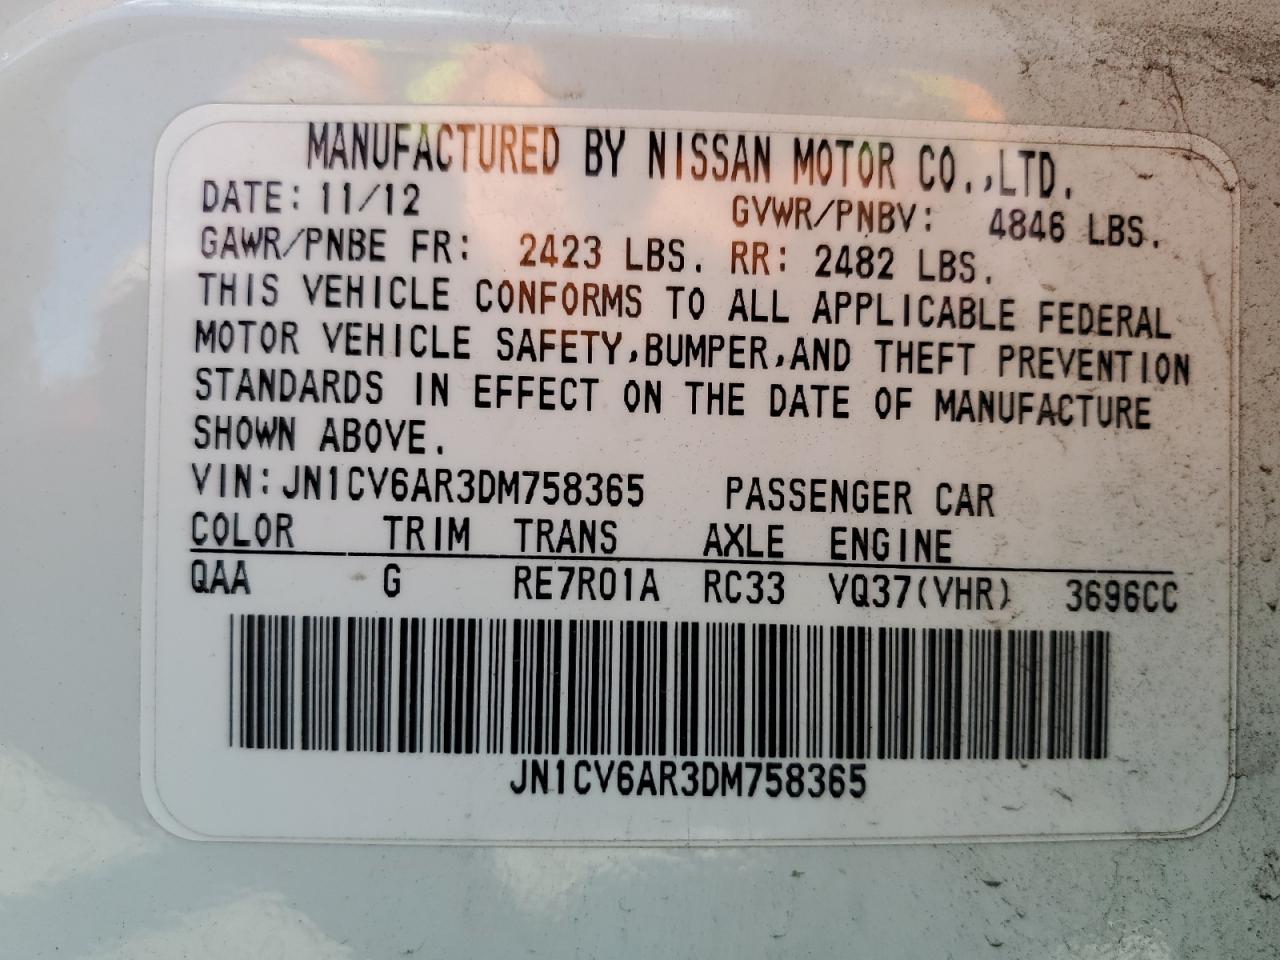 MANUFACTURED BY NISSAN MOTOR CO.,LTD.
DATE: 11/12 GVWR/PNBV: 4846 LBS.
GAWR/PNBE FR: 2423 LBS. RR: 2482 LBS.
THIS VEHICLE CONFORMS TO ALL APPLICABLE FEDERAL
MOTOR VEHICLE SAFETY,BUMPER,AND THEFT PREVENTION
STANDARDS IN EFFECT ON THE DATE OF MANUFACTURE
SHOWN ABOVE.
VIN:JN1CV6AR3DM758365 PASSENGER CAR
COLOR TRIM TRANS AXLE ENGINE
QAA G RE7R01A RC33 VQ37(VHR) 3696CC
JN1CV6AR3DM758365